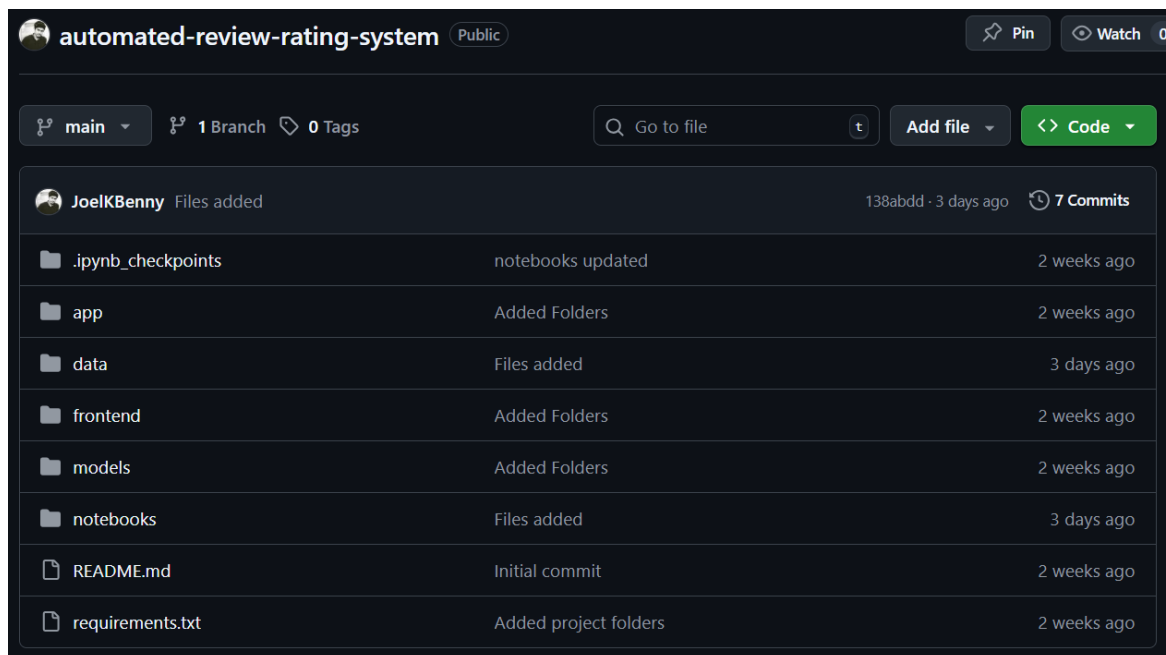 automated-review-rating-system Public Pin Watch 0
main 1 Branch 0 Tags Go to file t Add file Code
JoelKBenny Files added 138abdd · 3 days ago 7 Commits
.ipynb_checkpoints notebooks updated 2 weeks ago
app Added Folders 2 weeks ago
data Files added 3 days ago
frontend Added Folders 2 weeks ago
models Added Folders 2 weeks ago
notebooks Files added 3 days ago
README.md Initial commit 2 weeks ago
requirements.txt Added project folders 2 weeks ago